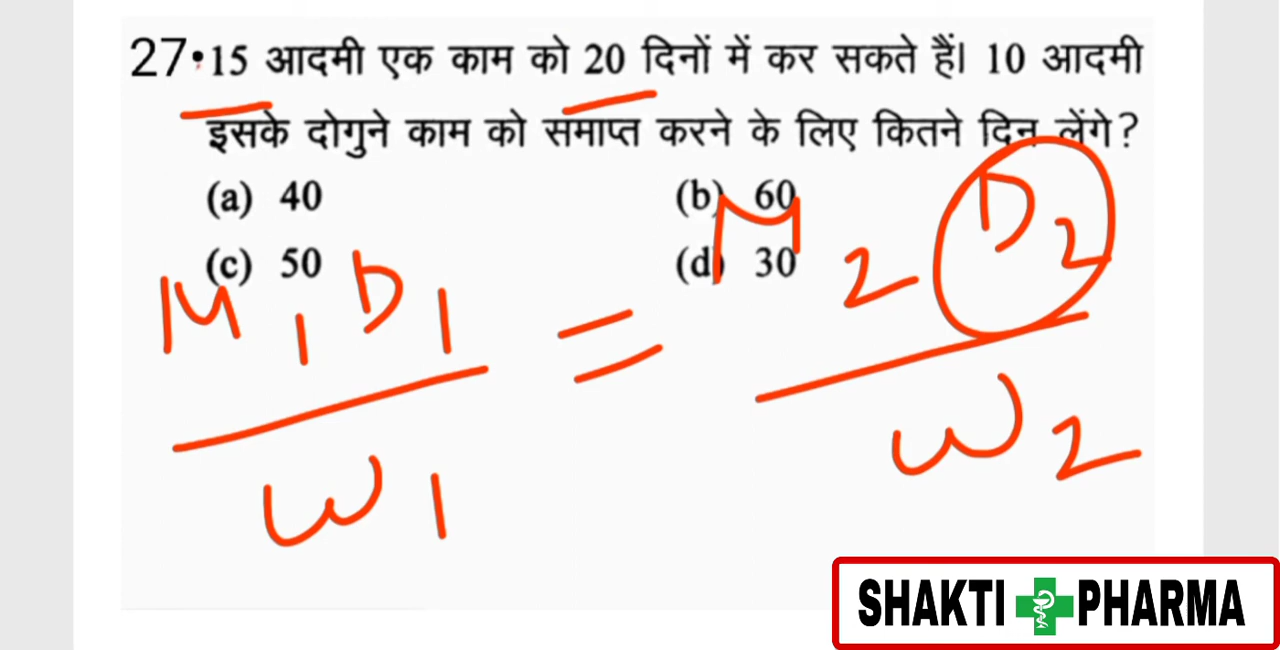 27. 15 आदमी एक काम को 20 दिनों में कर सकते हैं। 10 आदमी
इसके दोगुने काम को समाप्त करने के लिए कितने दिन लेंगे?
(a) 40 (b) 60
(c) 50 (d) 30
M1D1 = M2D2
W1 W2
SHAKTI PHARMA